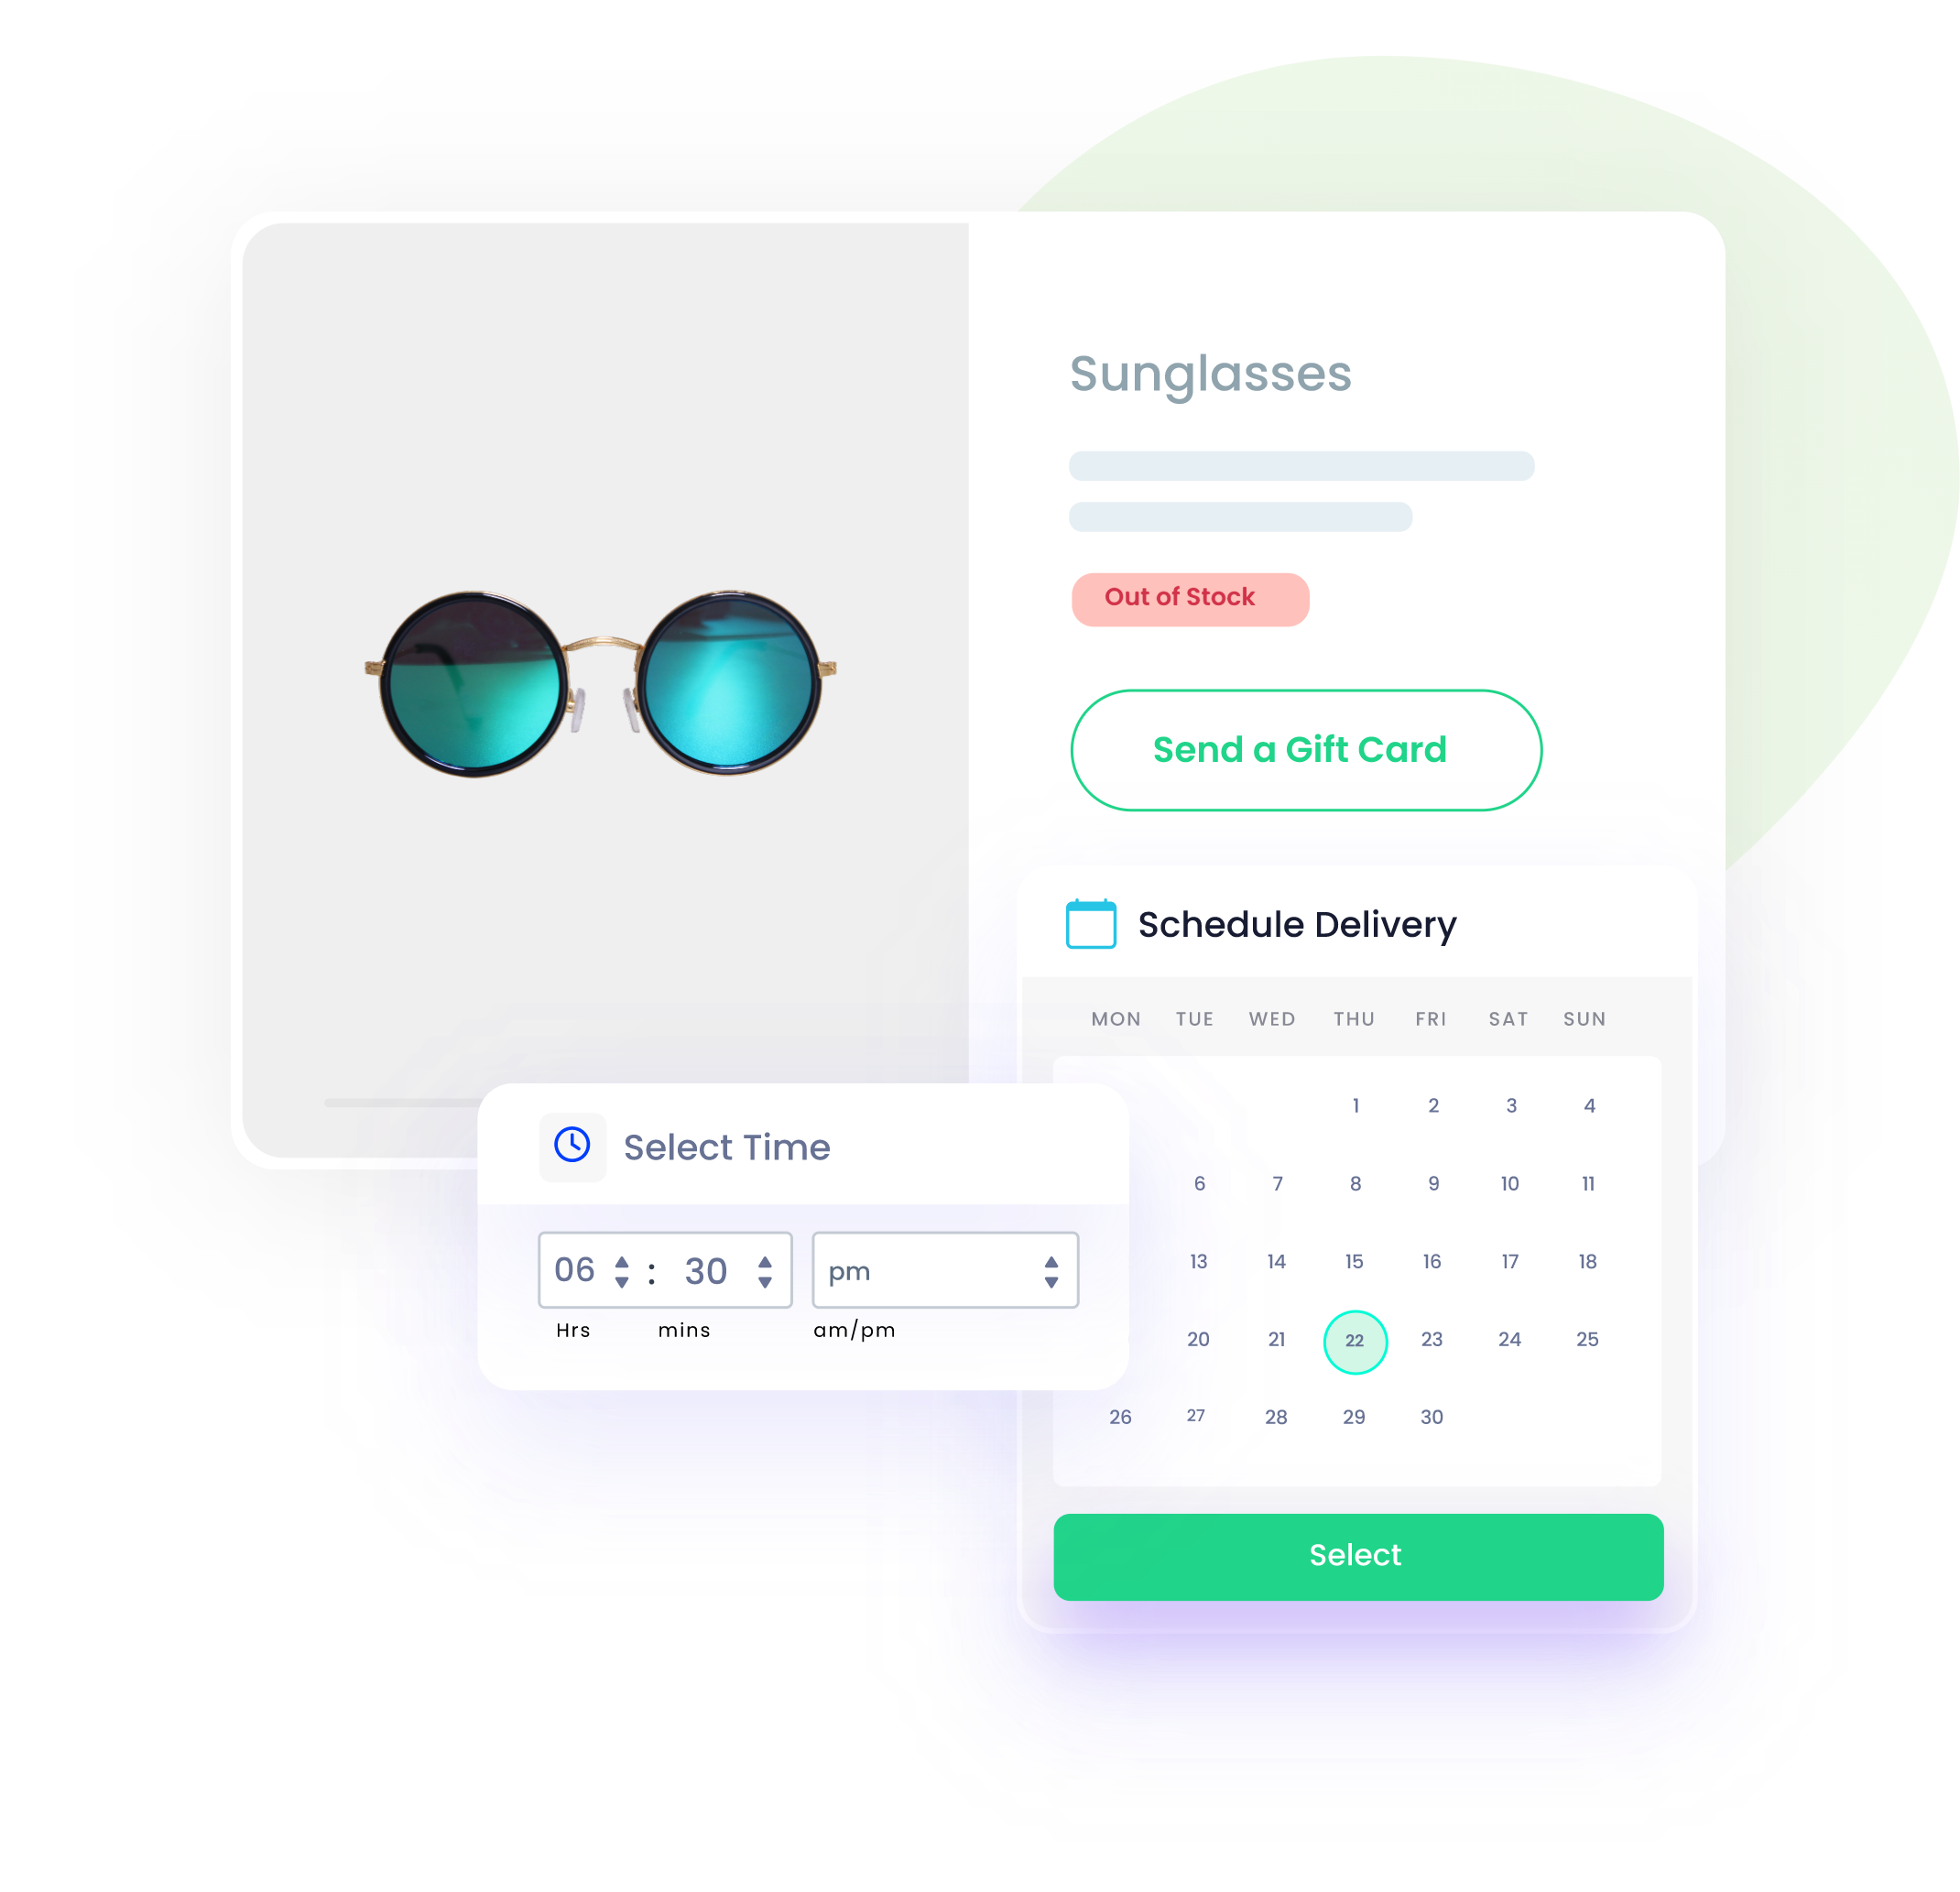 Sunglasses
Out of Stock
Send a Gift Card
Schedule Delivery
MON TUE WED THU FRI SAT SUN
1 2 3 4
6 7 8 9 10 11
13 14 15 16 17 18
20 21 22 23 24 25
26 27 28 29 30
Select
Select Time
06 : 30 pm
Hrs mins am/pm